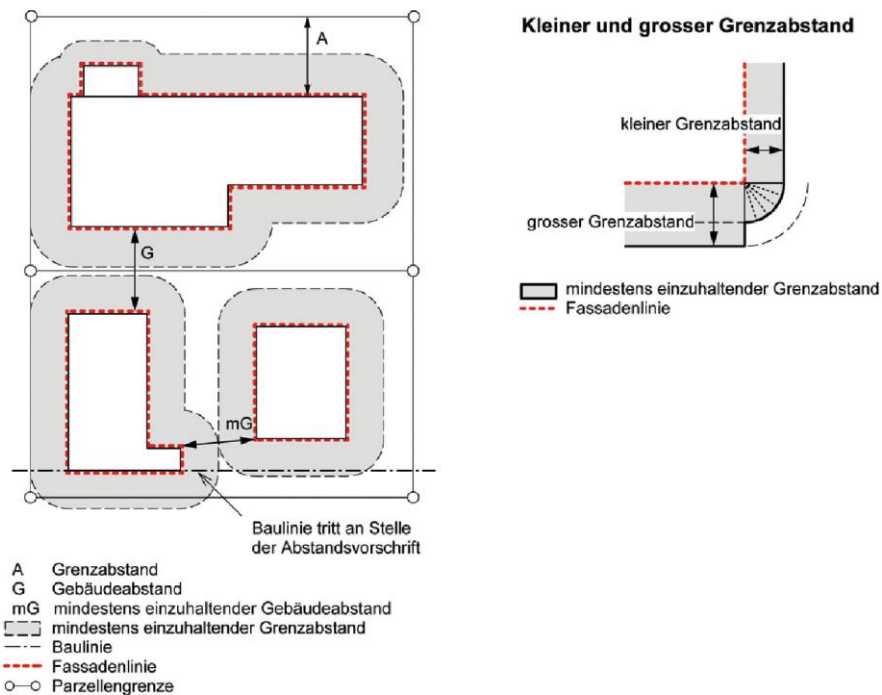 A
G
mG
Baulinie tritt an Stelle
der Abstandsvorschrift
A Grenzabstand
G Gebäudeabstand
mG mindestens einzuhaltender Gebäudeabstand
mindestens einzuhaltender Grenzabstand
Baulinie
Fassadenlinie
Parzellengrenze
Kleiner und grosser Grenzabstand
kleiner Grenzabstand
grosser Grenzabstand
mindestens einzuhaltender Grenzabstand
Fassadenlinie